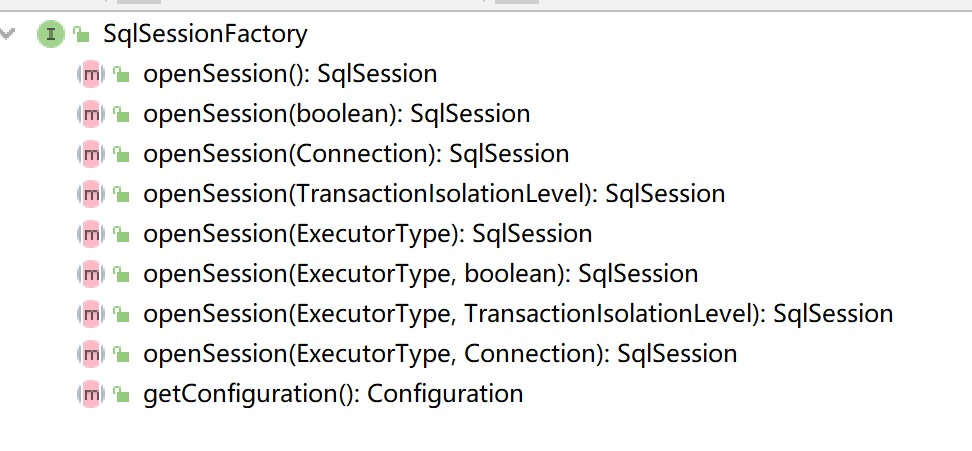 SqlSessionFactory
openSession(): SqlSession
openSession(boolean): SqlSession
openSession(Connection): SqlSession
openSession(TransactionIsolationLevel): SqlSession
openSession(ExecutorType): SqlSession
openSession(ExecutorType, boolean): SqlSession
openSession(ExecutorType, TransactionIsolationLevel): SqlSession
openSession(ExecutorType, Connection): SqlSession
getConfiguration(): Configuration